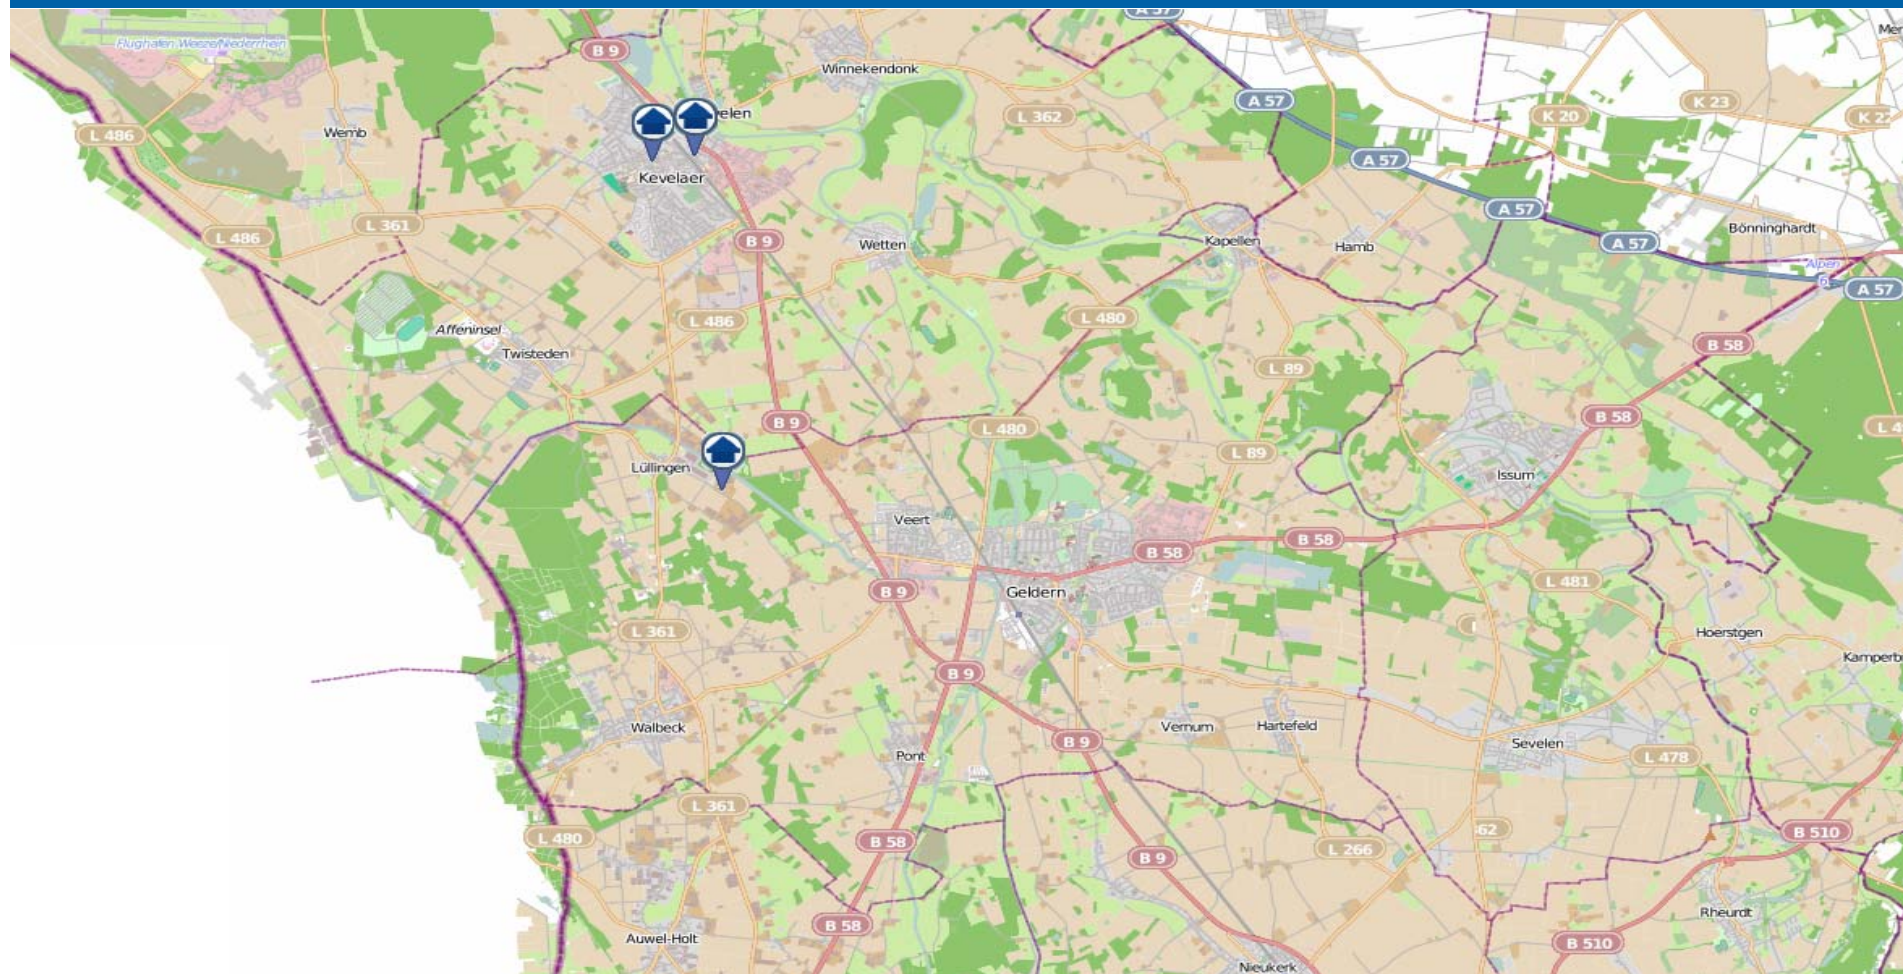 A 57
Flughafen Weeze/Niederrhein
B 9
Winnekendonk
A 57
K 23
K 20
L 362
elen
L 486
Wemb
A 57
Kevelaer
A 57
L 361
L 486
B 9
Wetten
Kapellen
Hamb
A 57
Bönninghardt
Alpen
A 57
L 486
L 480
Affeninsel
Twisteden
B 58
L 89
B 9
L 480
B 58
Lüllingen
L 89
Issum
Veert
B 58
B 58
B 9
Geldern
L 481
L 361
Hoerstgen
B 9
Walbeck
Vernum
Hartefeld
B 9
Sevelen
Pont
L 478
L 361
L 480
B 58
B 9
L 266
62
B 510
B 58
Auwel-Holt
Rheurdt
B 510
Nieukerk